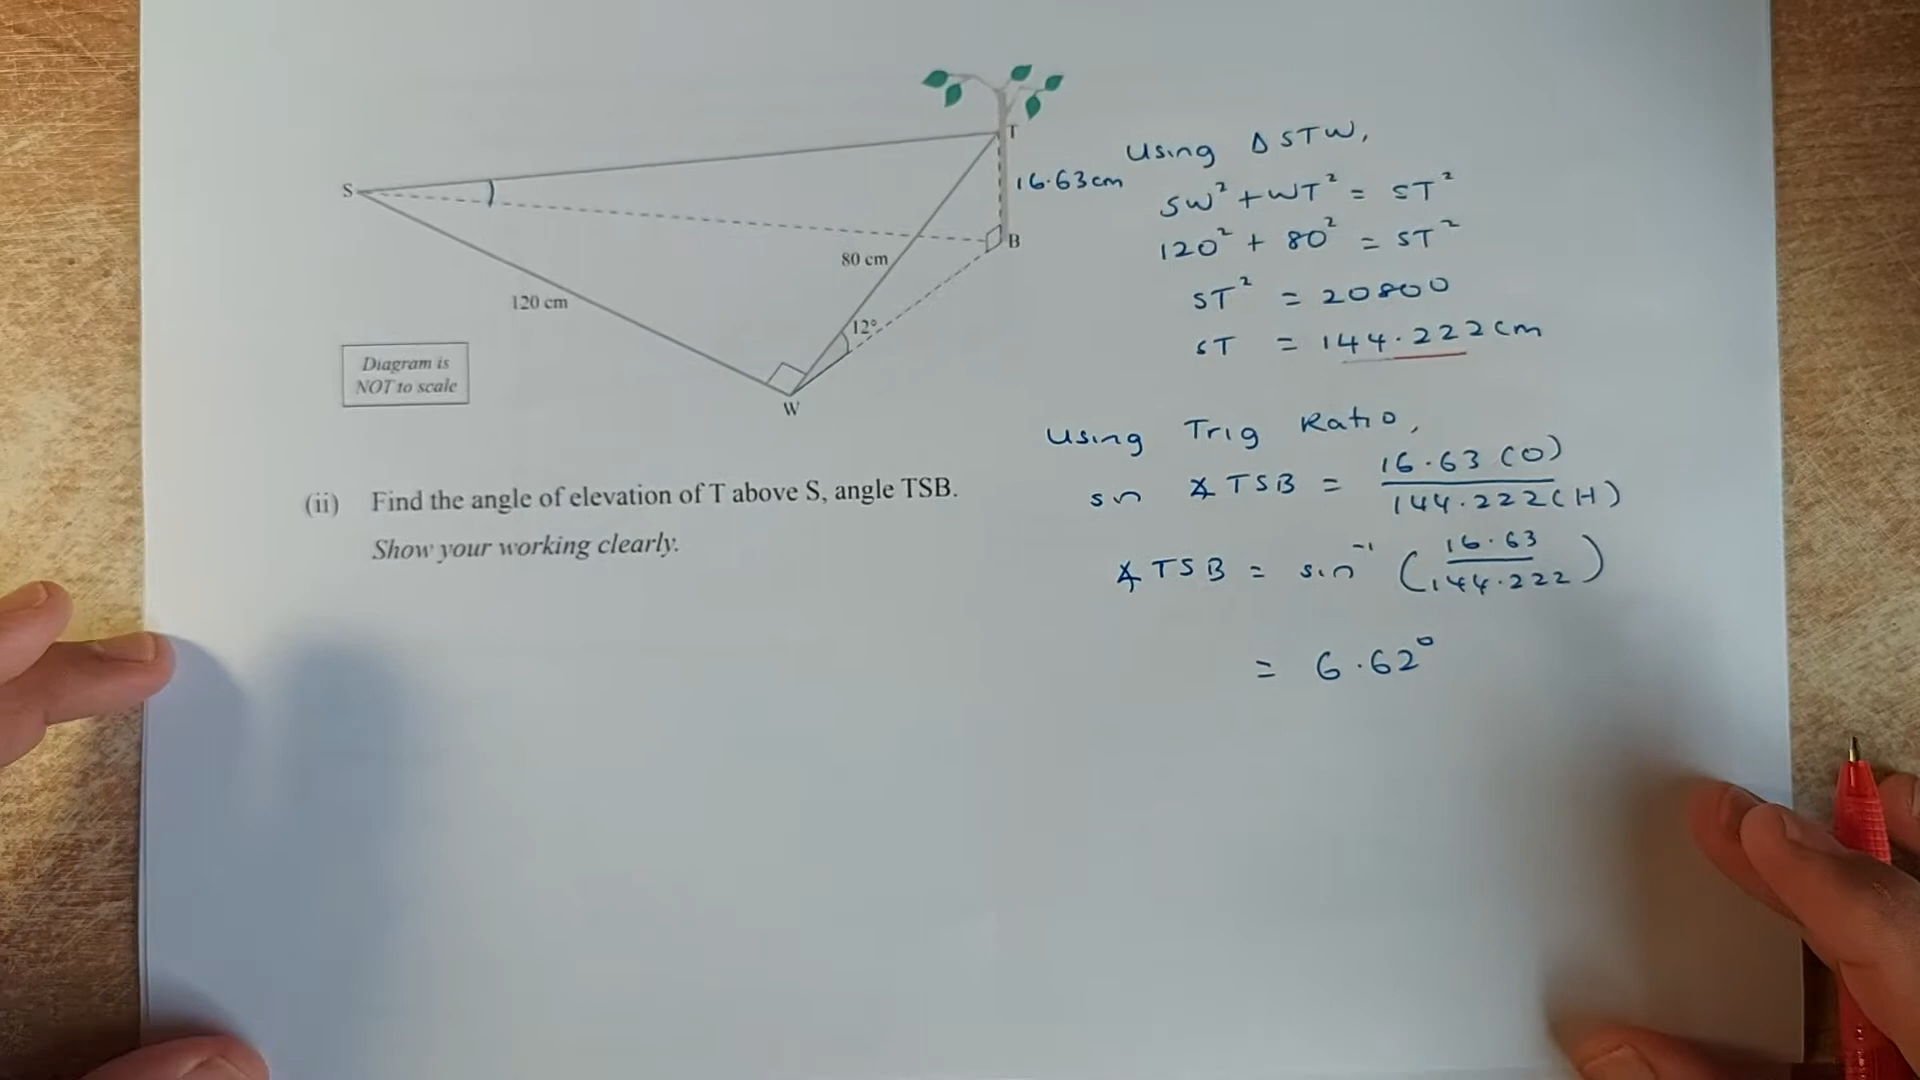 T
S
16.63cm
B
80 cm
120 cm
12°
Diagram is
NOT to scale
W
(ii) Find the angle of elevation of T above S, angle TSB.
Show your working clearly.
Using Δ STW,
SW² + WT² = ST²
120² + 80² = ST²
ST² = 20800
ST = 144.222cm
Using Trig Ratio,
sin ∡ TSB = 16.63 (O) / 144.222 (H)
∡ TSB = sin⁻¹ (16.63 / 144.222)
= 6.62°